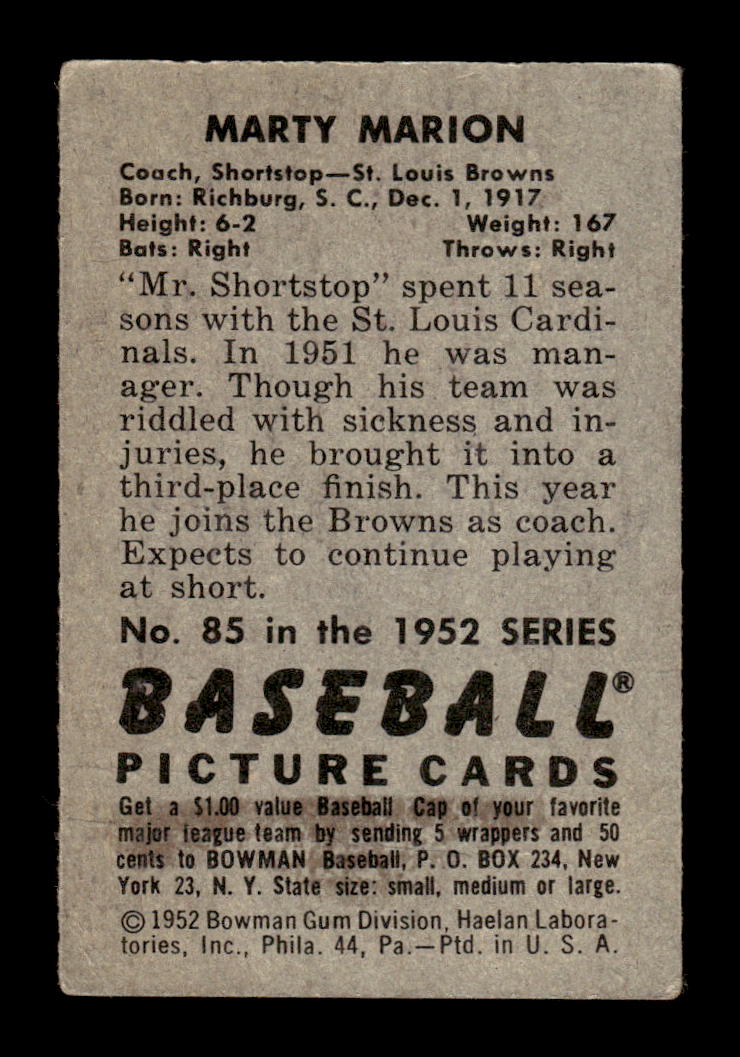 MARTY MARION
Coach, Shortstop—St. Louis Browns
Born: Richburg, S. C., Dec. 1, 1917
Height: 6-2 Weight: 167
Bats: Right Throws: Right
“Mr. Shortstop” spent 11 sea-
sons with the St. Louis Cardi-
nals. In 1951 he was man-
ager. Though his team was
riddled with sickness and in-
juries, he brought it into a
third-place finish. This year
he joins the Browns as coach.
Expects to continue playing
at short.
No. 85 in the 1952 SERIES
BASEBALL®
PICTURE CARDS
Get a $1.00 value Baseball Cap of your favorite
major league team by sending 5 wrappers and 50
cents to BOWMAN Baseball, P. O. BOX 234, New
York 23, N. Y. State size: small, medium or large.
© 1952 Bowman Gum Division, Haelan Labora-
tories, Inc., Phila. 44, Pa.—Ptd. in U. S. A.